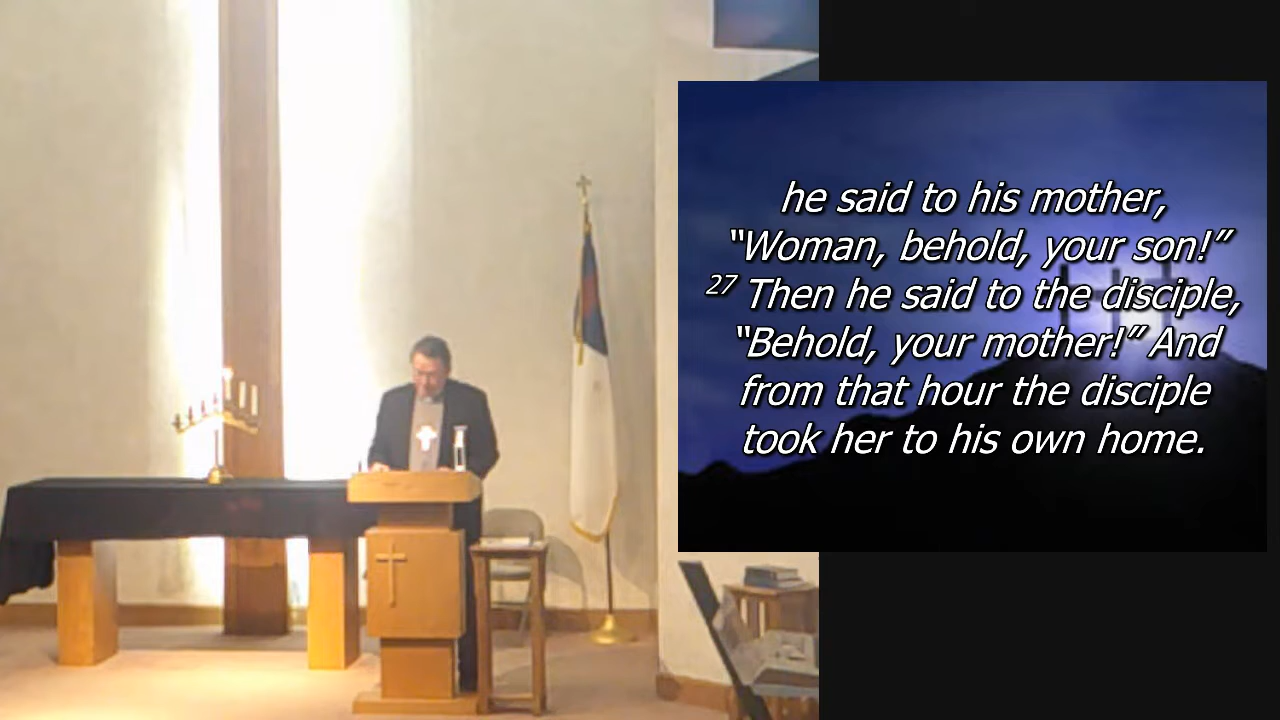 he said to his mother,
“Woman, behold, your son!”
27 Then he said to the disciple,
“Behold, your mother!” And
from that hour the disciple
took her to his own home.